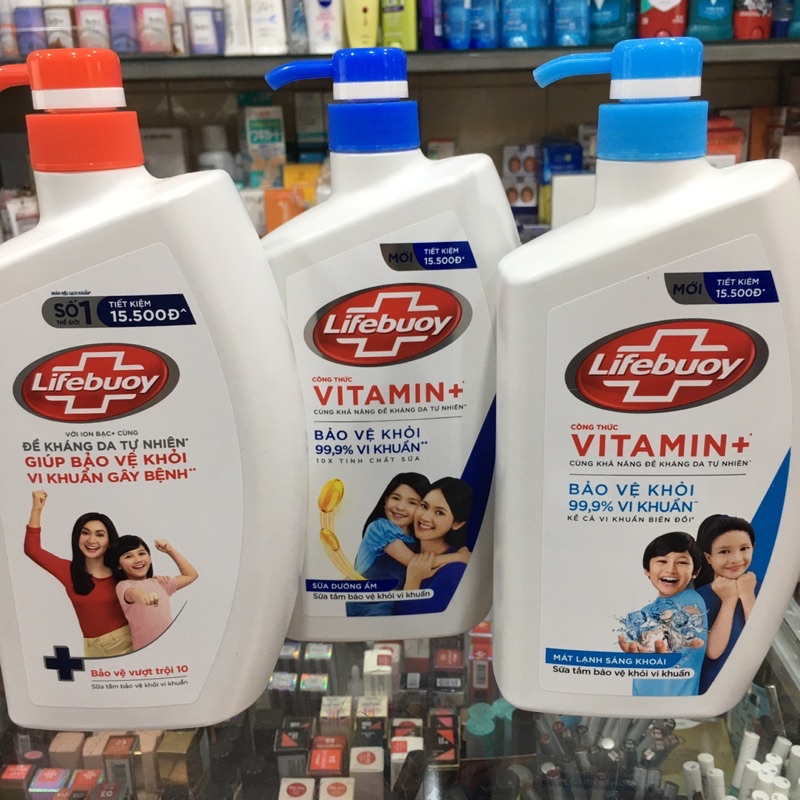 NHÃN HIỆU SẠCH KHUẨN*
SỐ 1
THẾ GIỚI
TIẾT KIỆM
15.500Đ^
Lifebuoy
VỚI ION BẠC+ CÙNG
ĐỀ KHÁNG DA TỰ NHIÊN*
GIÚP BẢO VỆ KHỎI
VI KHUẨN GÂY BỆNH**
Bảo vệ vượt trội 10
Sữa tắm bảo vệ khỏi vi khuẩn
MỚI
TIẾT KIỆM
15.500Đ*
Lifebuoy
CÔNG THỨC
VITAMIN+
CÙNG KHẢ NĂNG ĐỀ KHÁNG DA TỰ NHIÊN*
BẢO VỆ KHỎI
99,9% VI KHUẨN**
10X TINH CHẤT SỮA
SỮA DƯỠNG ẨM
Sữa tắm bảo vệ khỏi vi khuẩn
MỚI
TIẾT KIỆM
15.500Đ*
Lifebuoy
CÔNG THỨC
VITAMIN+
CÙNG KHẢ NĂNG ĐỀ KHÁNG DA TỰ NHIÊN*
BẢO VỆ KHỎI
99,9% VI KHUẨN**
KỂ CẢ VI KHUẨN BIẾN ĐỔI*
MÁT LẠNH SẢNG KHOÁI
Sữa tắm bảo vệ khỏi vi khuẩn